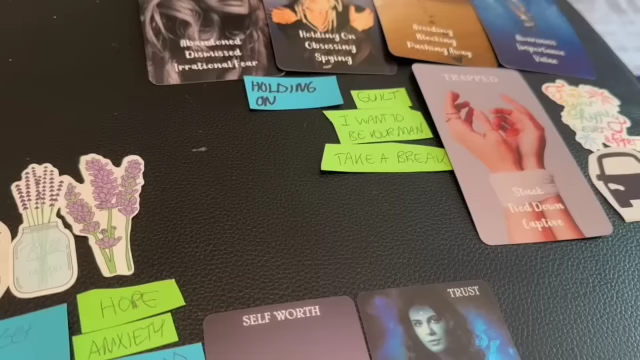 Abandoned
Dismissed
Irrational Fear
Holding On
Obsessing
Spying
Avoiding
Blocking
Pushing Away
Awareness
Importance
Value
HOLDING
ON
GUILT
I WANT TO
BE YOUR MAN
TAKE A BREAK
TRAPPED
Stuck
Tied Down
Captive
HOPE
ANXIETY
SELF WORTH
TRUST